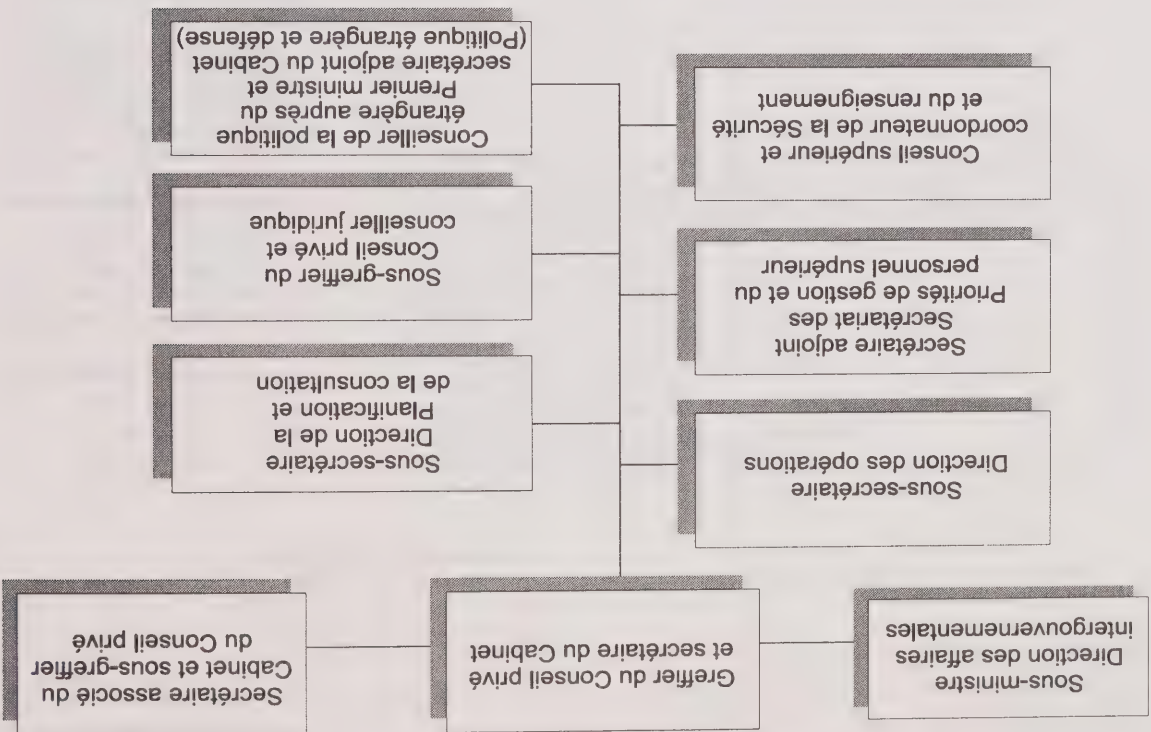 Sous-ministre
Direction des affaires
intergouvernementales
Greffier du Conseil privé
et secrétaire du Cabinet
Secrétaire associé du
Cabinet et sous-greffier
du Conseil privé
Sous-secrétaire
Direction des opérations
Sous-secrétaire
Direction de la
Planification et
de la consultation
Secrétaire adjoint
Secrétariat des
Priorités de gestion et du
personnel supérieur
Sous-greffier du
Conseil privé et
conseiller juridique
Conseil supérieur et
coordonnateur de la Sécurité
et du renseignement
Conseiller de la politique
étrangère auprès du
Premier ministre et
secrétaire adjoint du Cabinet
(Politique étrangère et défense)